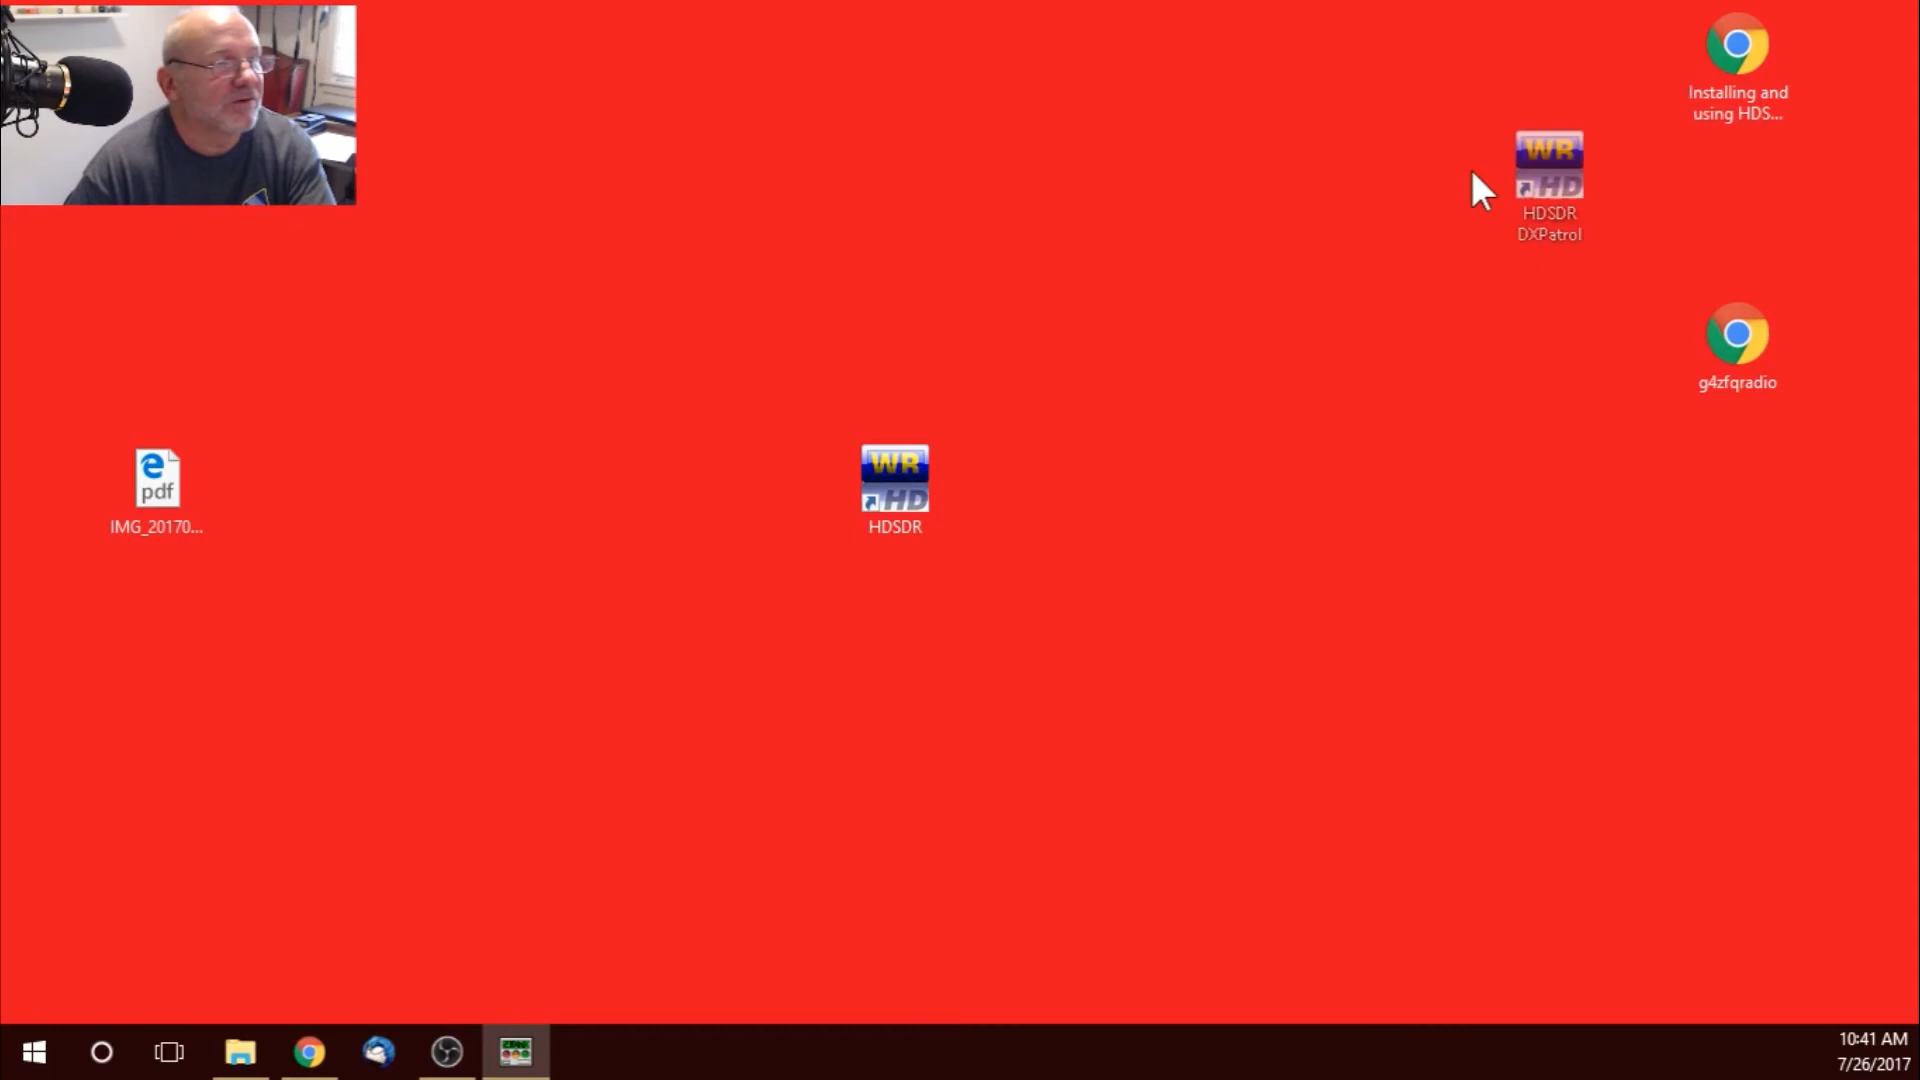 Installing and
using HDS...
WR
HD
HDSDR
DXPatrol
g4zfqradio
e
pdf
IMG_20170...
WR
HD
HDSDR
10:41 AM
7/26/2017